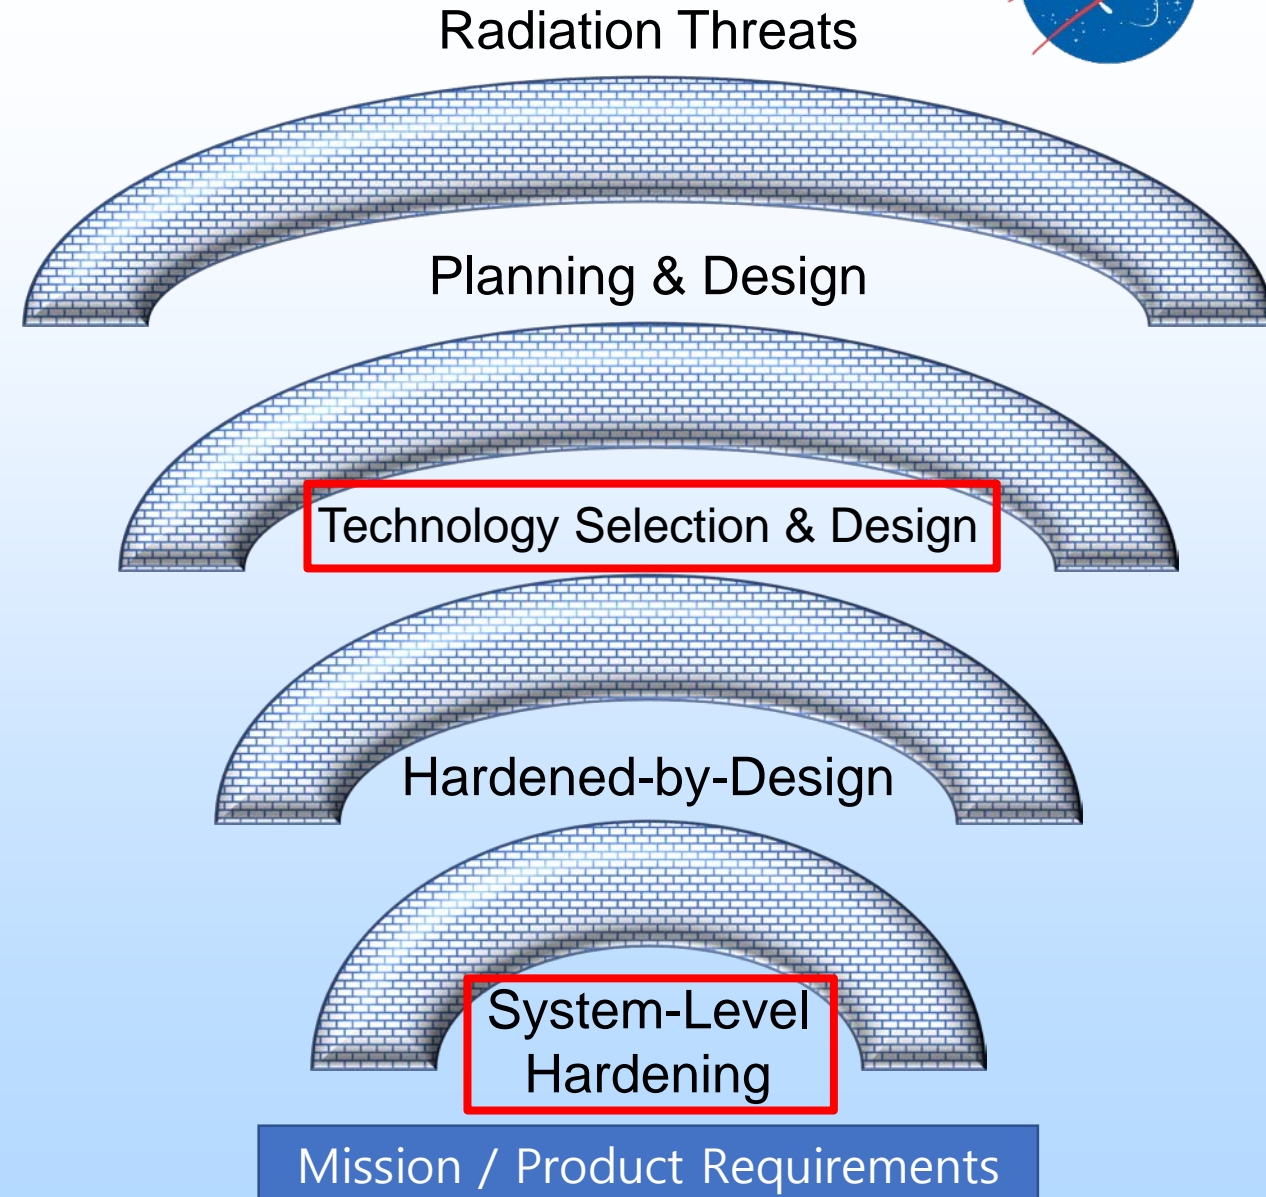 Radiation Threats
Planning & Design
Technology Selection & Design
Hardened-by-Design
System-Level
Hardening
Mission / Product Requirements